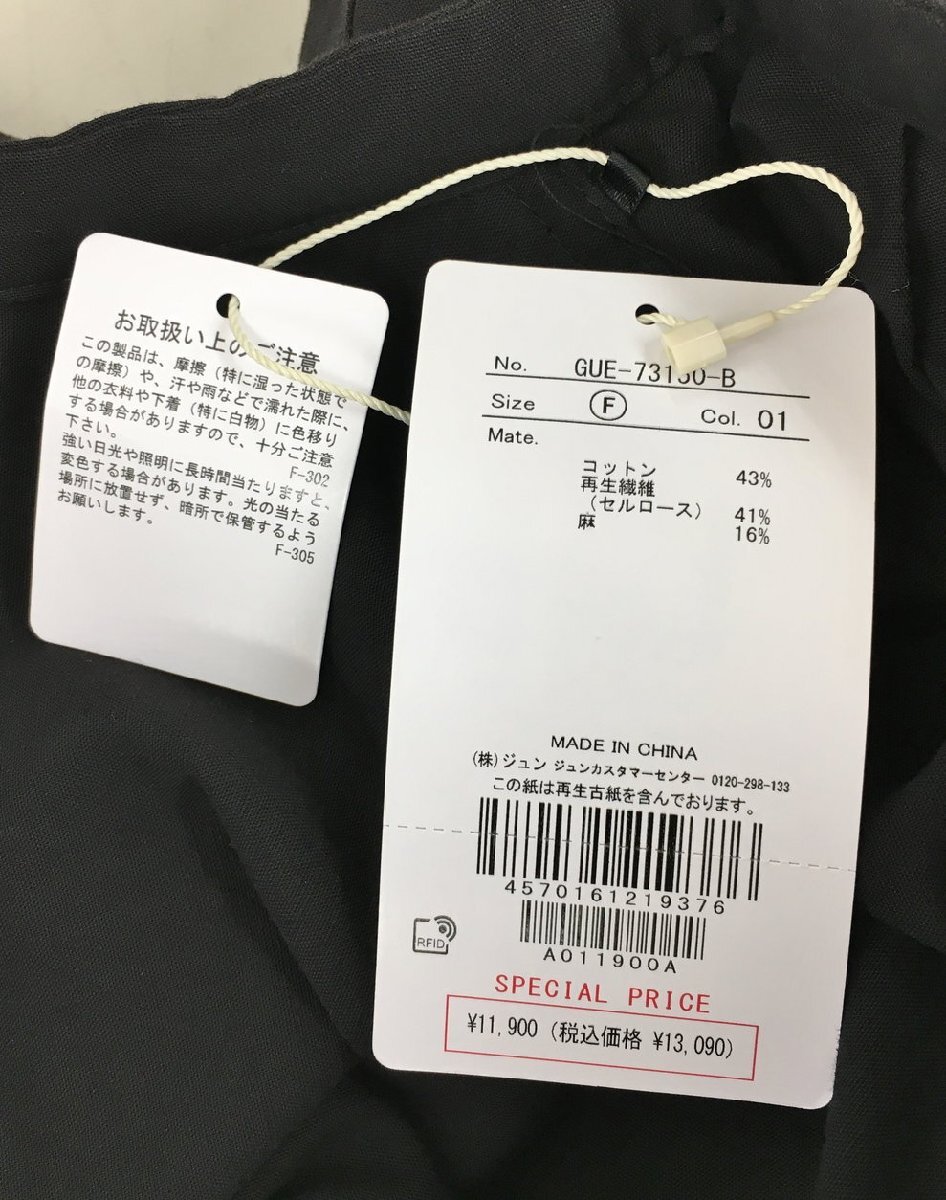 お取扱い上のご注意
この製品は、摩擦（特に湿った状態で
の摩擦）や、汗や雨などで濡れた際に、
他の衣料や下着（特に白物）に色移り
する場合がありますので、十分ご注意
下さい。
F-302
強い日光や照明に長時間当たりますと、
変色する場合があります。光の当たる
場所に放置せず、暗所で保管するよう
お願いします。
F-305
No. GUE-73130-B
Size F Col. 01
Mate.
コットン 43%
再生繊維
（セルロース） 41%
麻 16%
MADE IN CHINA
(株)ジュン ジュンカスタマーセンター 0120-298-133
この紙は再生古紙を含んでおります。
4570161219376
A011900A
RFID
SPECIAL PRICE
¥11,900（税込価格 ¥13,090）